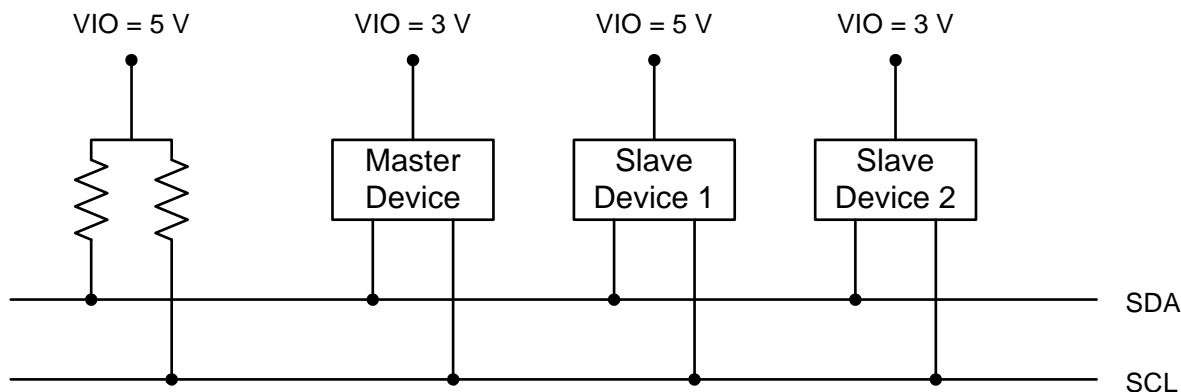 VIO = 5 V
VIO = 3 V
VIO = 5 V
VIO = 3 V
Master
Device
Slave
Device 1
Slave
Device 2
SDA
SCL